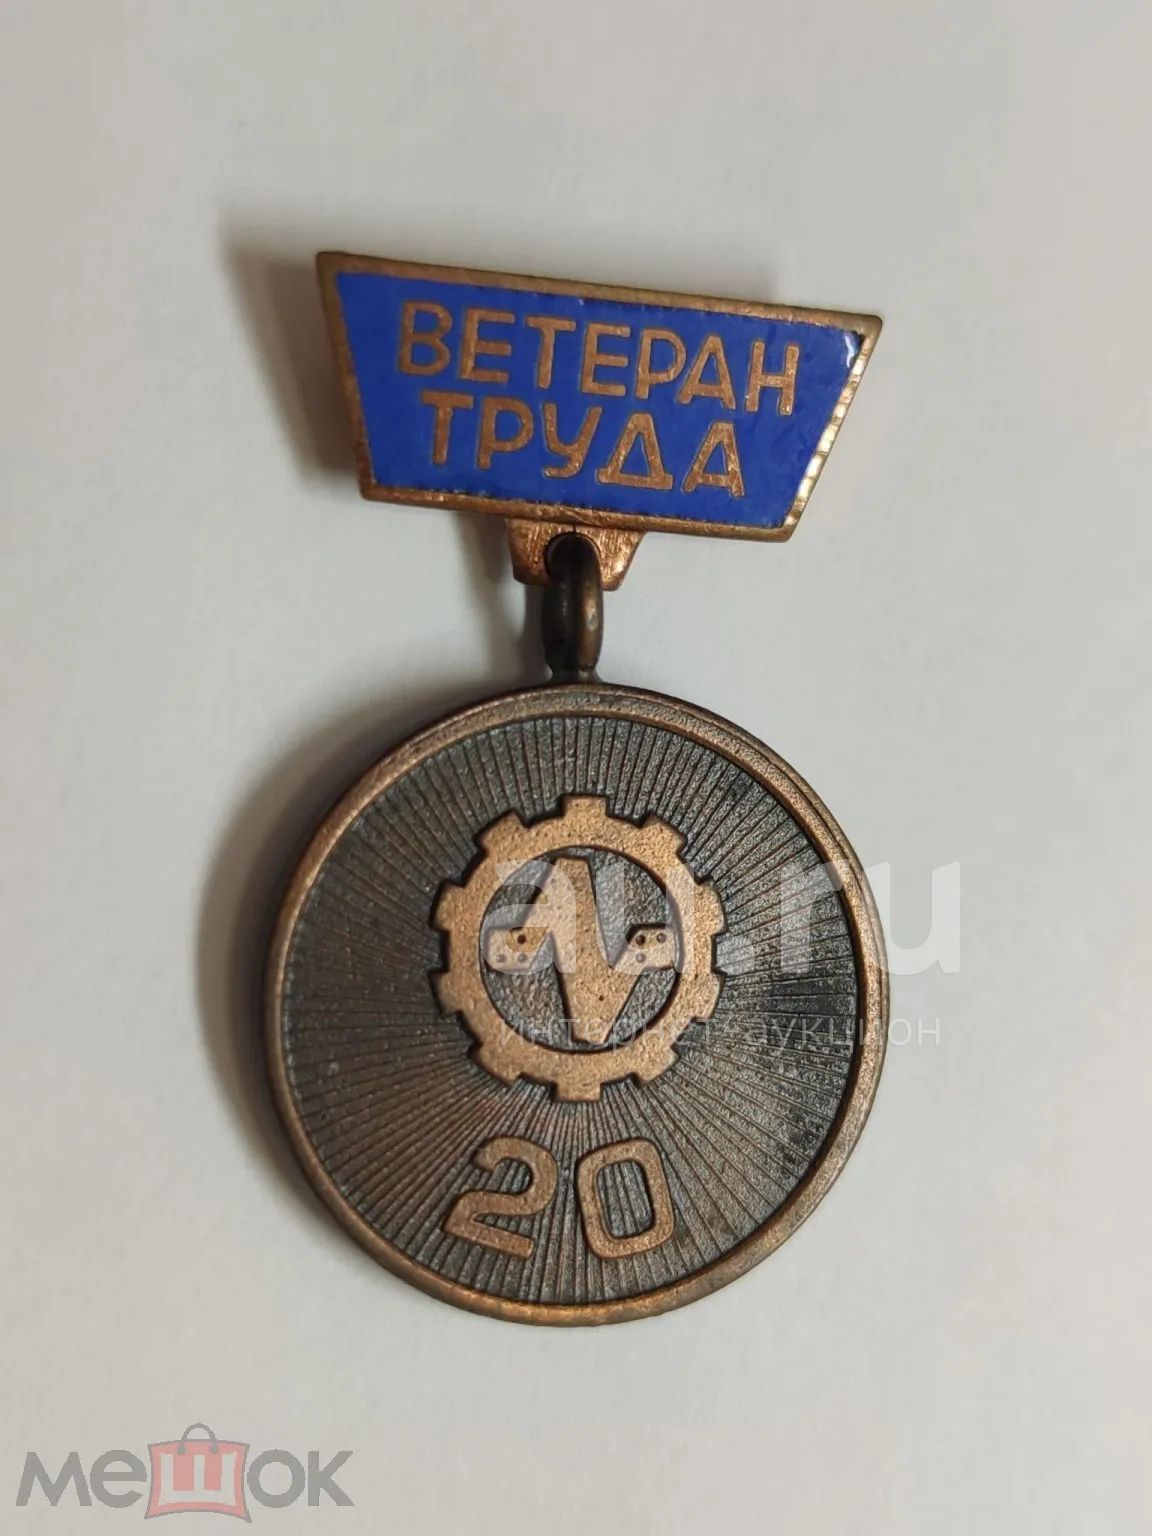 ВЕТЕРАН
ТРУДА
au.ru
интернет-аукцион
20
мешок